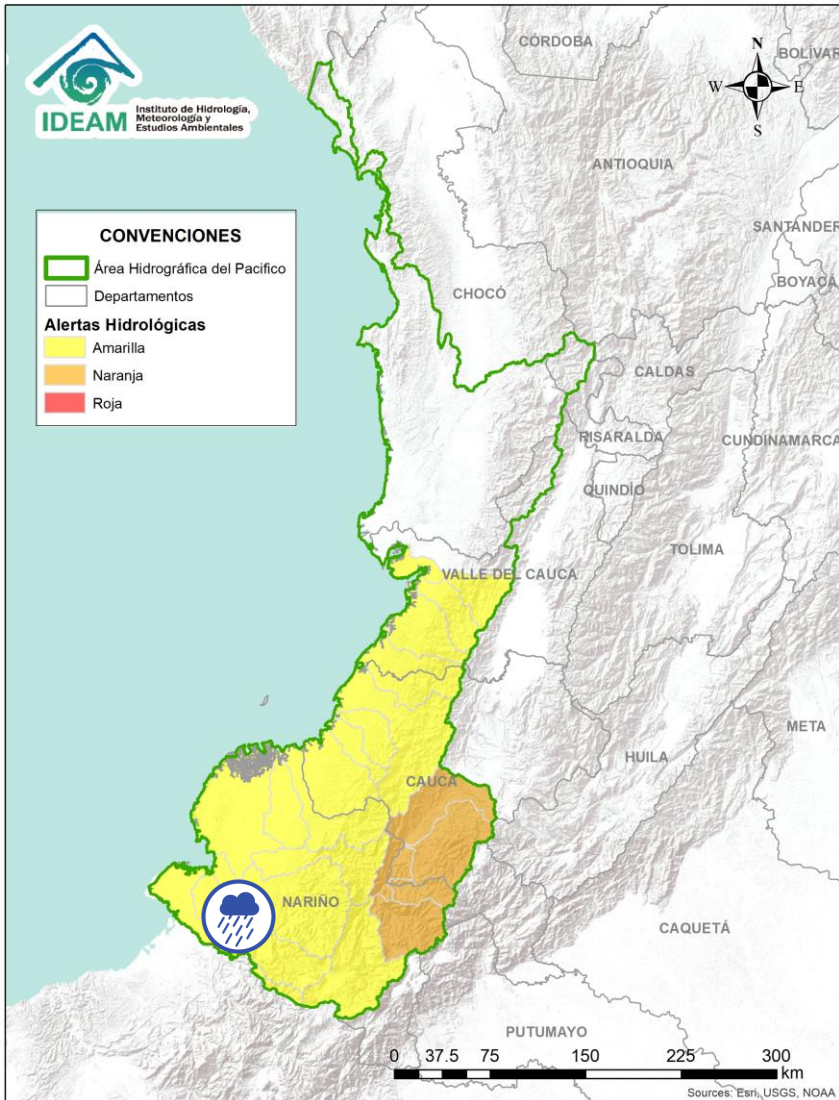 IDEAM
Instituto de Hidrología,
Meteorología y
Estudios Ambientales
CÓRDOBA
BOLÍVAR
N
W E
S
ANTIOQUIA
SANTANDER
BOYACÁ
CONVENCIONES
Área Hidrográfica del Pacifico
Departamentos
Alertas Hidrológicas
Amarilla
Naranja
Roja
CHOCÓ
CALDAS
RISARALDA
CUNDINAMARCA
QUINDÍO
TOLIMA
VALLE DEL CAUCA
META
HUILA
CAUCA
NARIÑO
CAQUETÁ
PUTUMAYO
0 37.5 75 150 225 300
km
Sources: Esri, USGS, NOAA